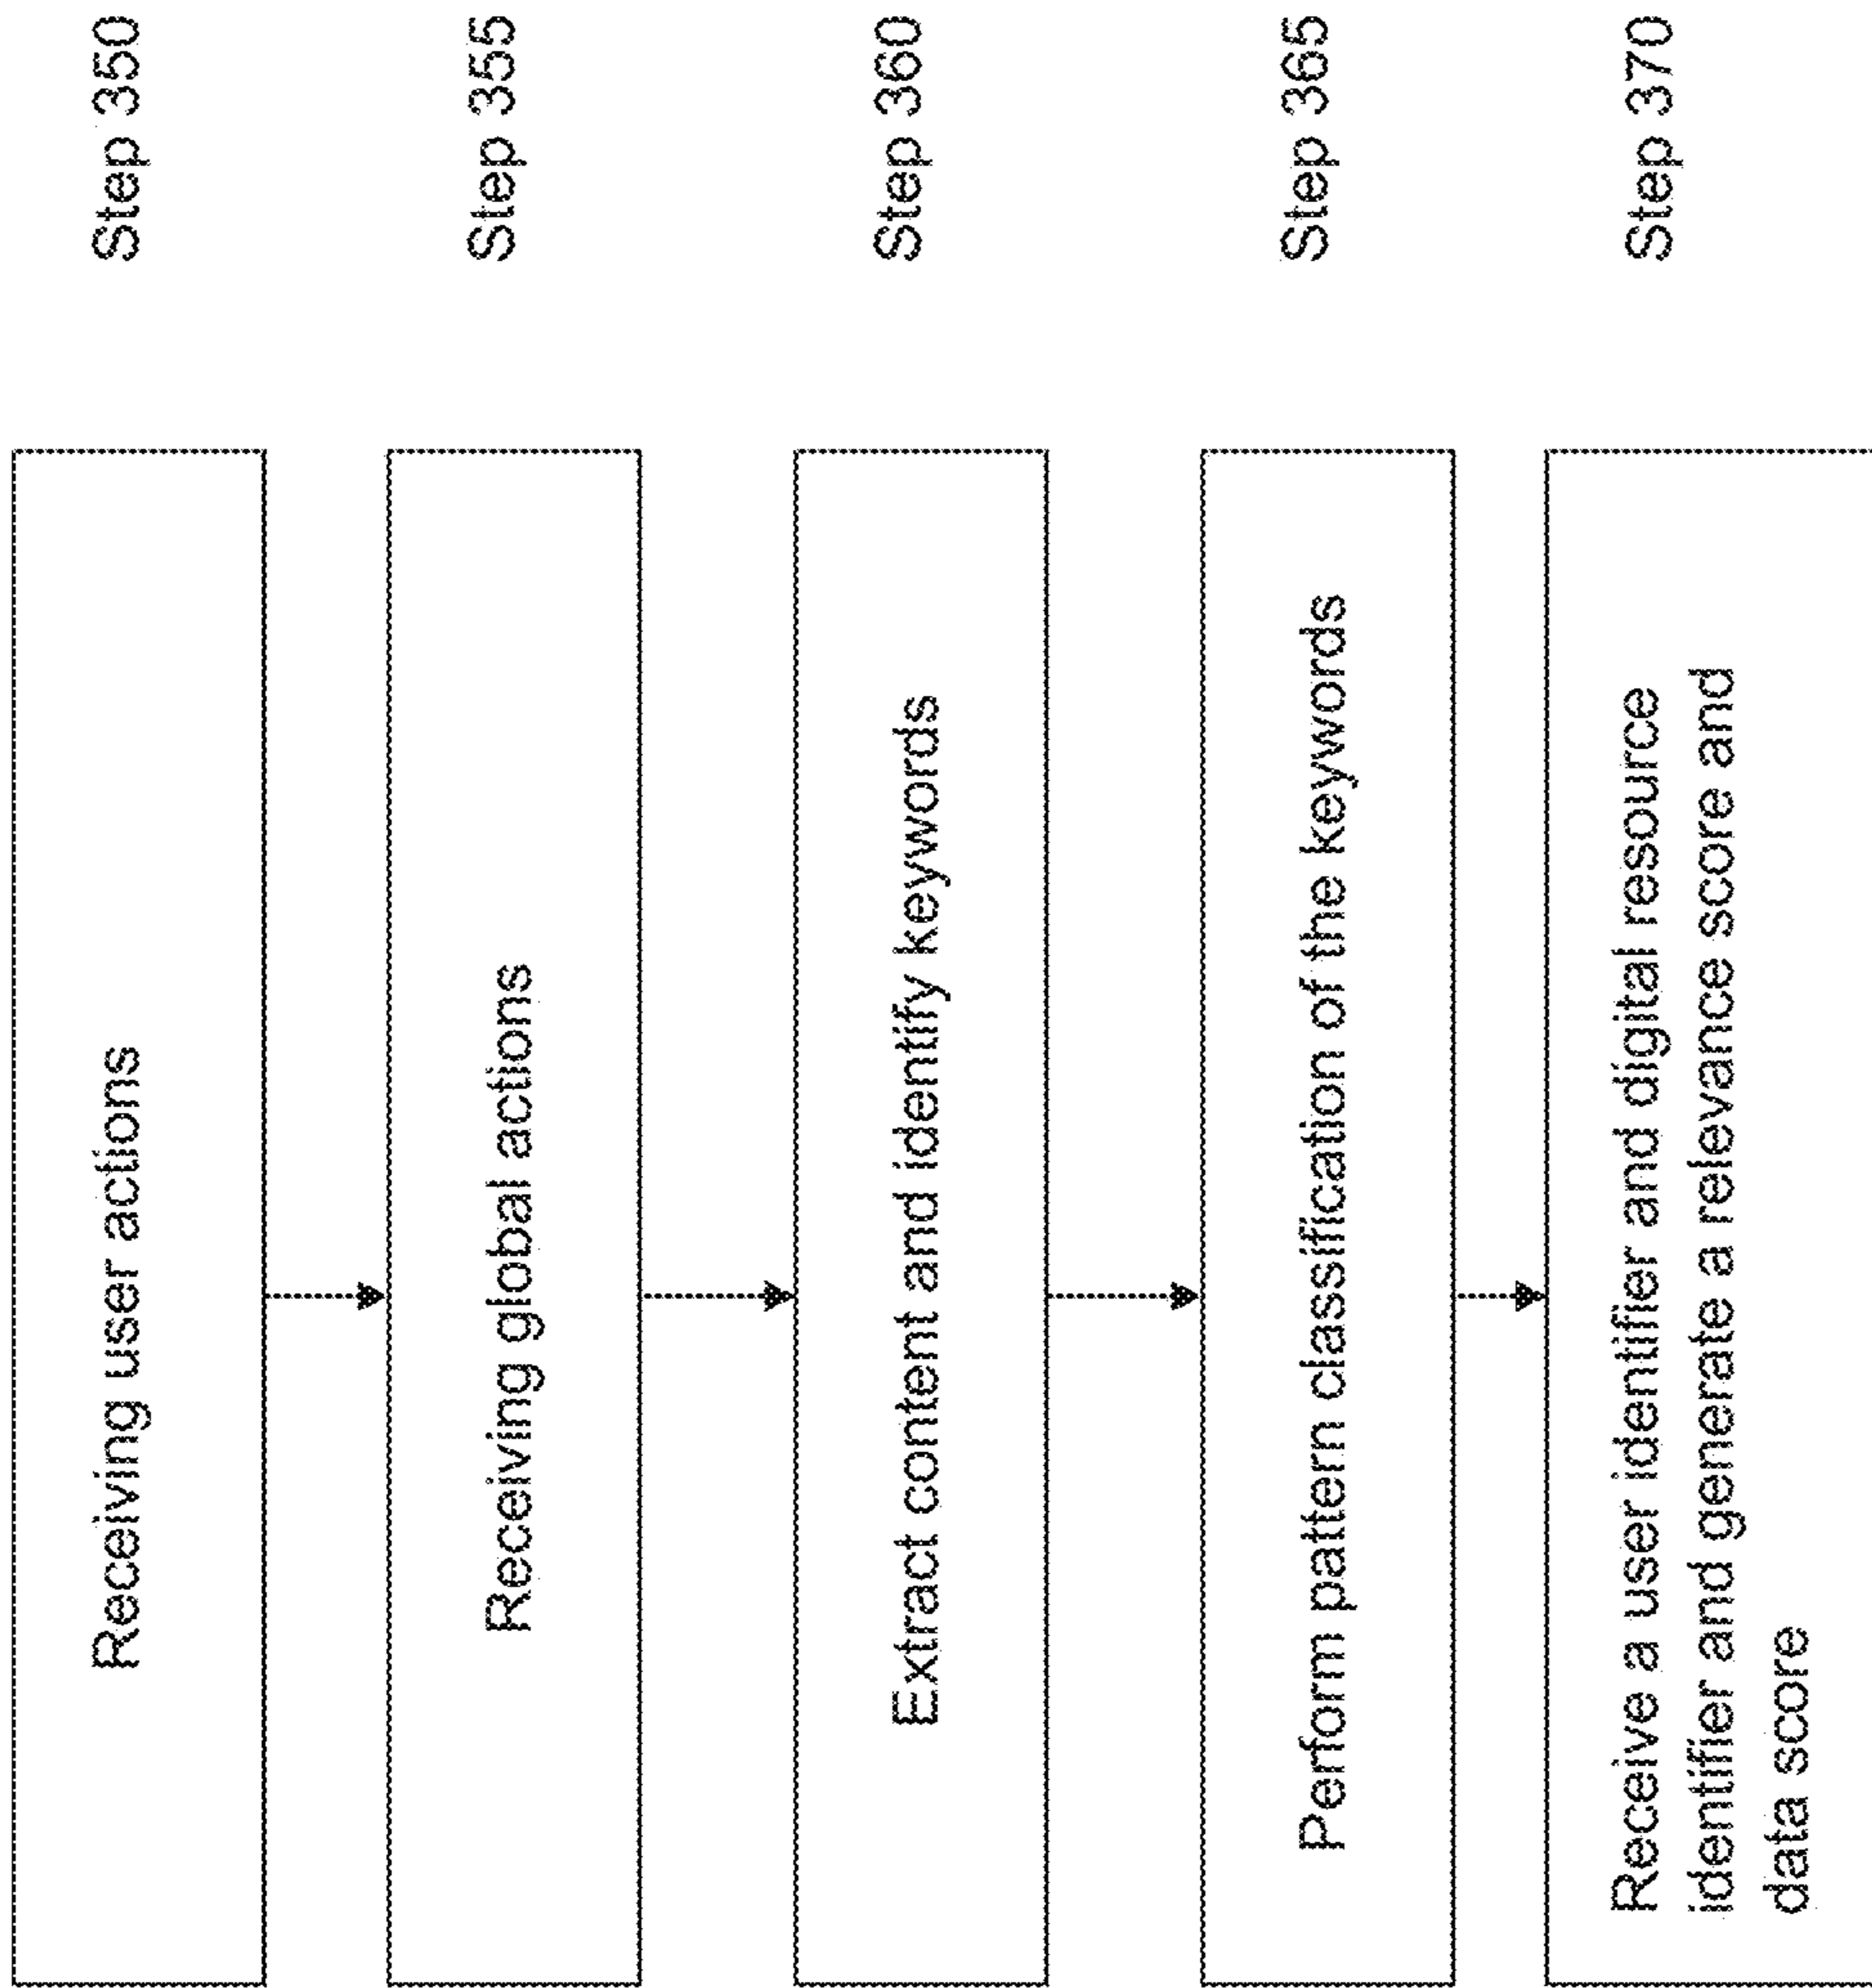 Receiving user actions
Step 350
Receiving global actions
Step 355
Extract content and identify keywords
Step 360
Perform pattern classification of the keywords
Step 365
Receive a user identifier and digital resource
identifier and generate a relevance score and
data score
Step 370